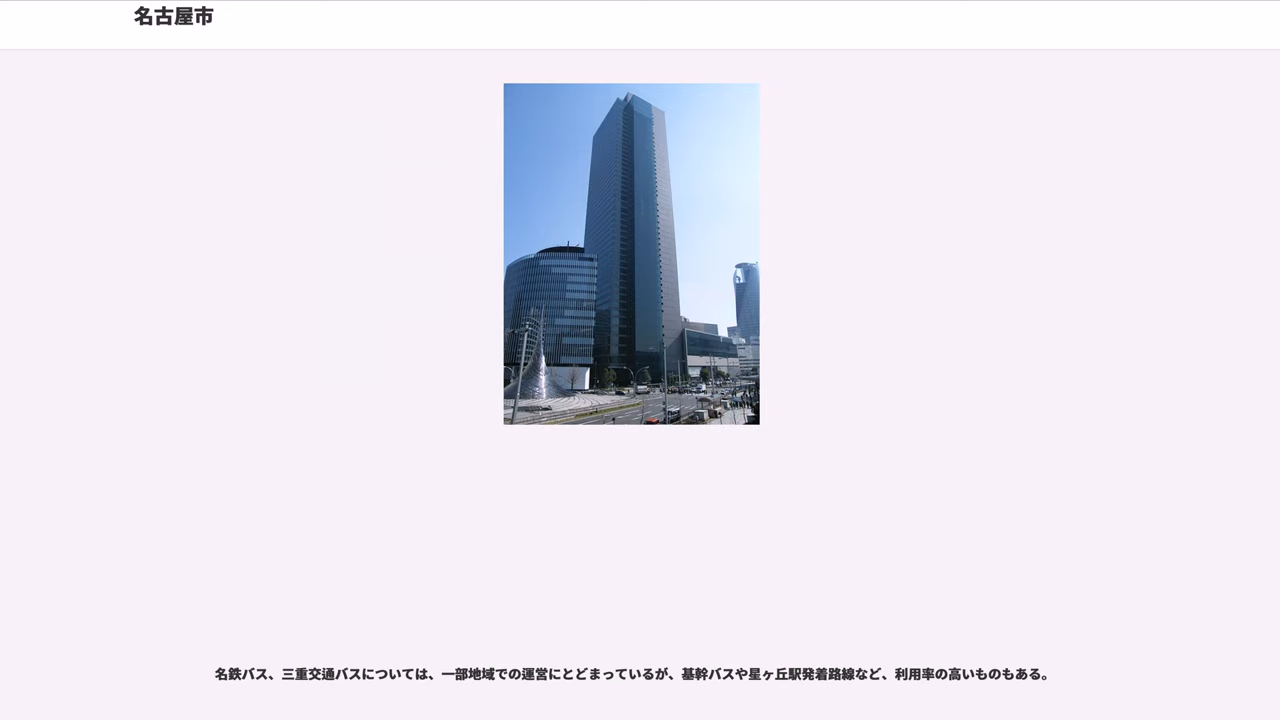 名古屋市
名鉄バス、三重交通バスについては、一部地域での運営にとどまっているが、基幹バスや星ヶ丘駅発着路線など、利用率の高いものもある。